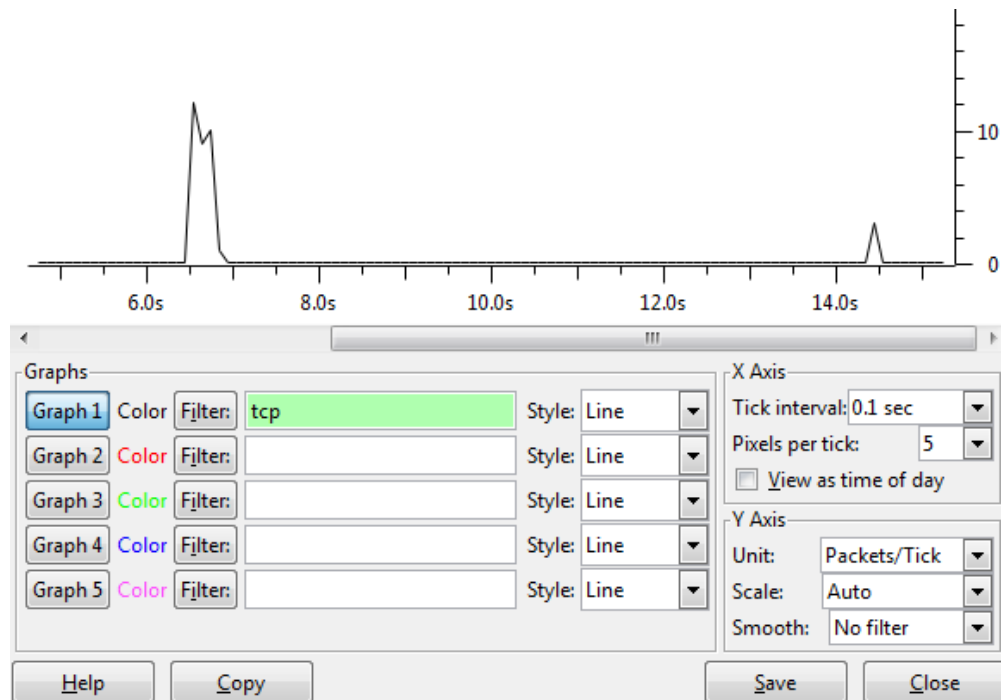 10
0
6.0s 8.0s 10.0s 12.0s 14.0s
Graphs
Graph 1 Color Filter: tcp Style: Line
Graph 2 Color Filter: Style: Line
Graph 3 Color Filter: Style: Line
Graph 4 Color Filter: Style: Line
Graph 5 Color Filter: Style: Line
X Axis
Tick interval: 0.1 sec
Pixels per tick: 5
View as time of day
Y Axis
Unit: Packets/Tick
Scale: Auto
Smooth: No filter
Help Copy Save Close